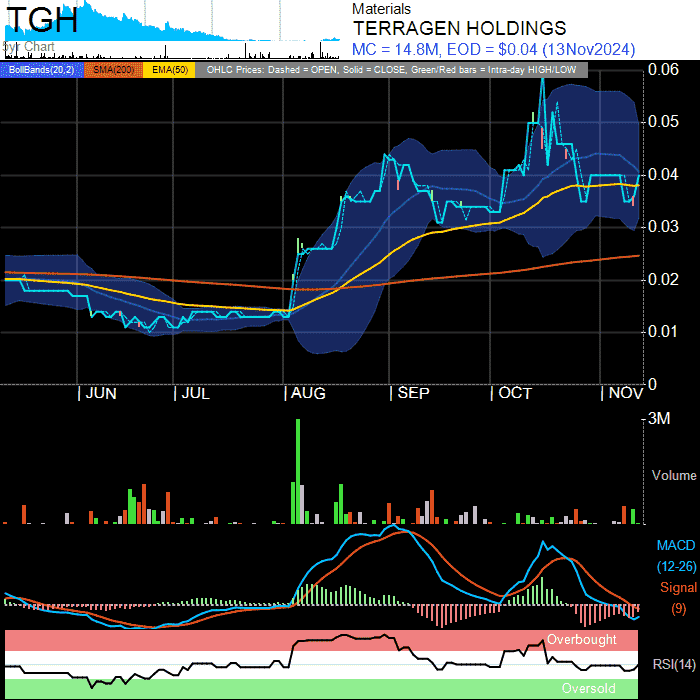 TGH
5yr Chart
Materials
TERRAGEN HOLDINGS
MC = 14.8M, EOD = $0.04 (13Nov2024)
BollBands(20,2) SMA(200) EMA(50) OHLC Prices: Dashed = OPEN, Solid = CLOSE, Green/Red bars = Intra-day HIGH/LOW
0.06
0.05
0.04
0.03
0.02
0.01
0
| JUN | JUL | AUG | SEP | OCT | NOV
3M
Volume
MACD
(12-26)
Signal
(9)
Overbought
RSI(14)
Oversold